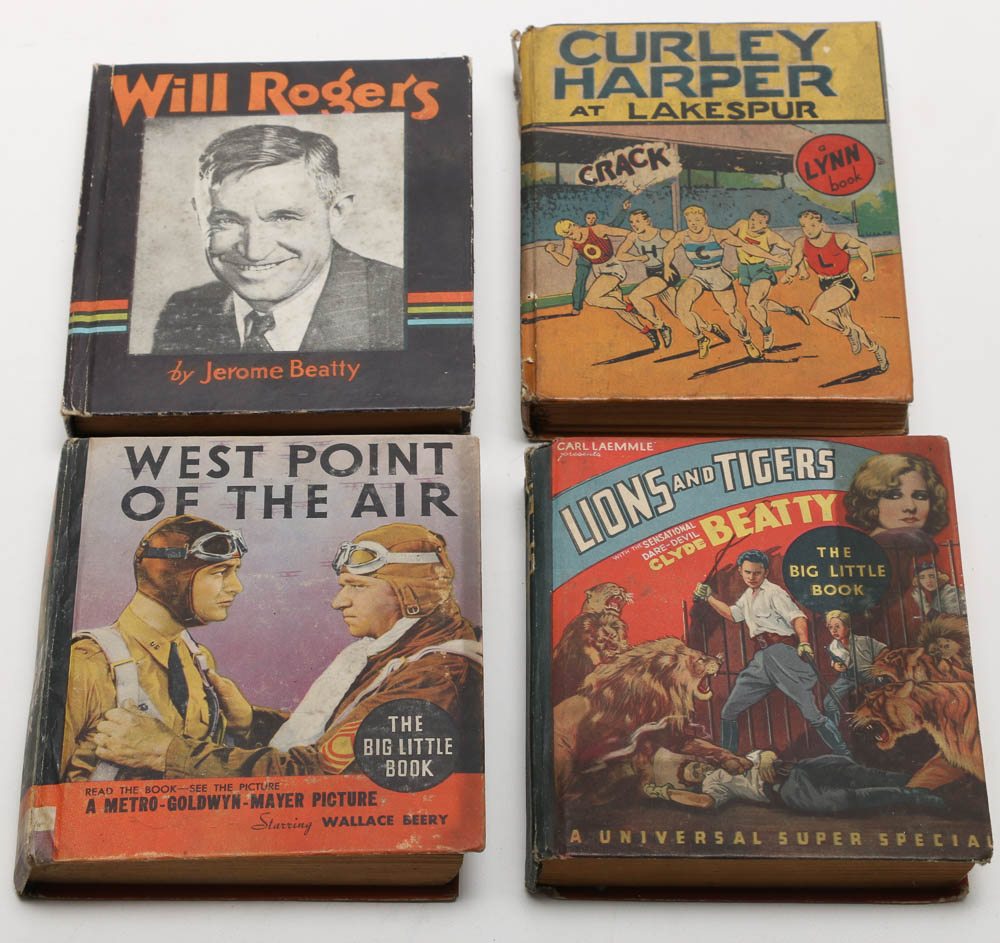 Will Rogers
by Jerome Beatty
CURLEY
HARPER
AT LAKESPUR
CRACK
a
LYNN
book
O
H
C
L
WEST POINT
OF THE AIR
THE
BIG LITTLE
BOOK
READ THE BOOK—SEE THE PICTURE
A METRO-GOLDWYN-MAYER PICTURE
Starring WALLACE BEERY
CARL LAEMMLE
presents
LIONS AND TIGERS
WITH THE SENSATIONAL
DARE-DEVIL
CLYDE BEATTY
THE
BIG LITTLE
BOOK
A UNIVERSAL SUPER SPECIAL